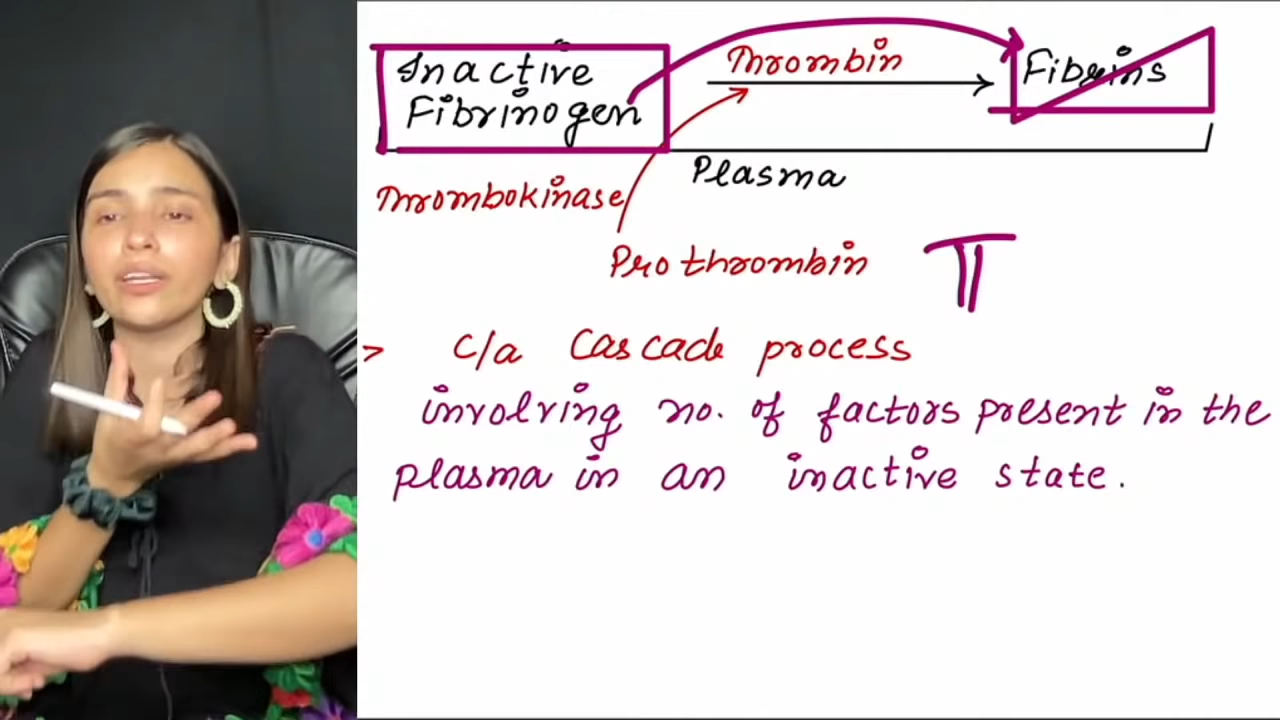 Inactive
Fibrinogen
Thrombin
Fibrins
Plasma
Thrombokinase
Prothrombin
> c/a Cascade process
involving no. of factors present in the
plasma in an inactive state.